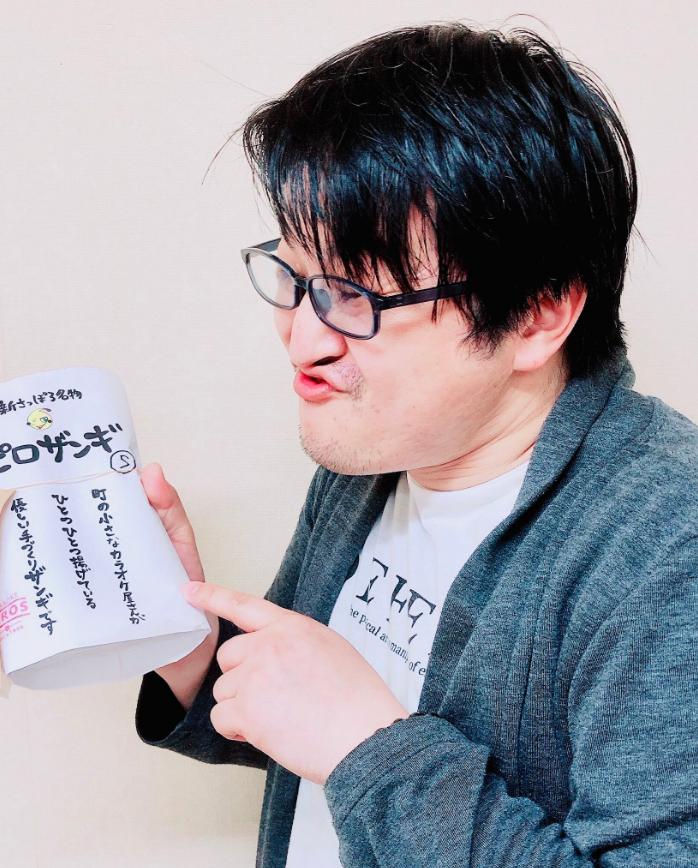 新さっぽろ名物
ピロザンギ
S
町の小さなカラオケ屋さんが
ひとつひとつ揚げている
優しい手づくりザンギです
ROS